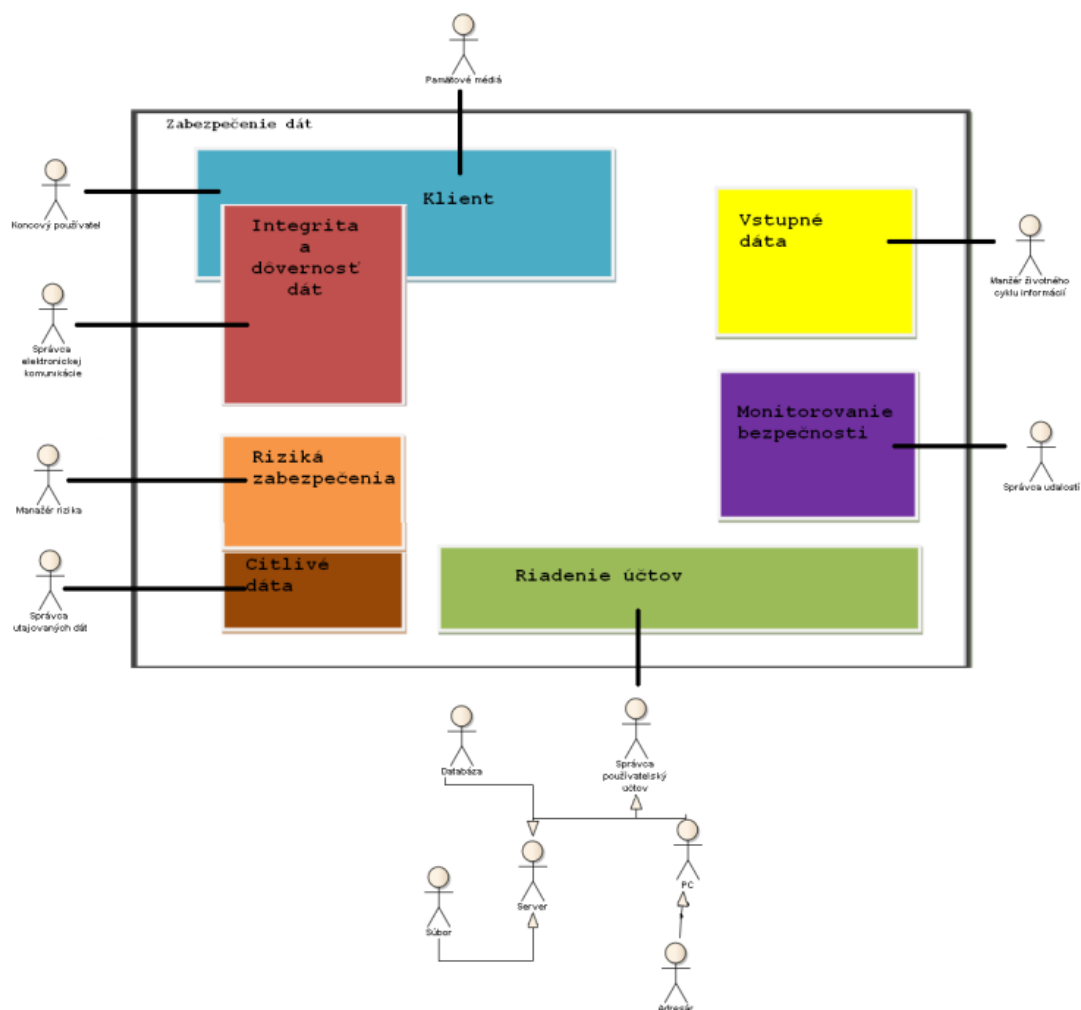 Pamäťové médiá
Zabezpečenie dát
Klient
Koncový používateľ
Integrita
a
dôvernosť
dát
Vstupné
dáta
Manžér životného
cyklu informácií
Správca
elektronickej
komunikácie
Monitorovanie
bezpečnosti
Správca udalostí
Riziká
zabezpečenia
Manažér rizika
Citlivé
dáta
Správca
utajovaných dát
Riadenie účtov
Databáza
Správca
používatelský
účtov
Súbor
Server
PC
Adresár